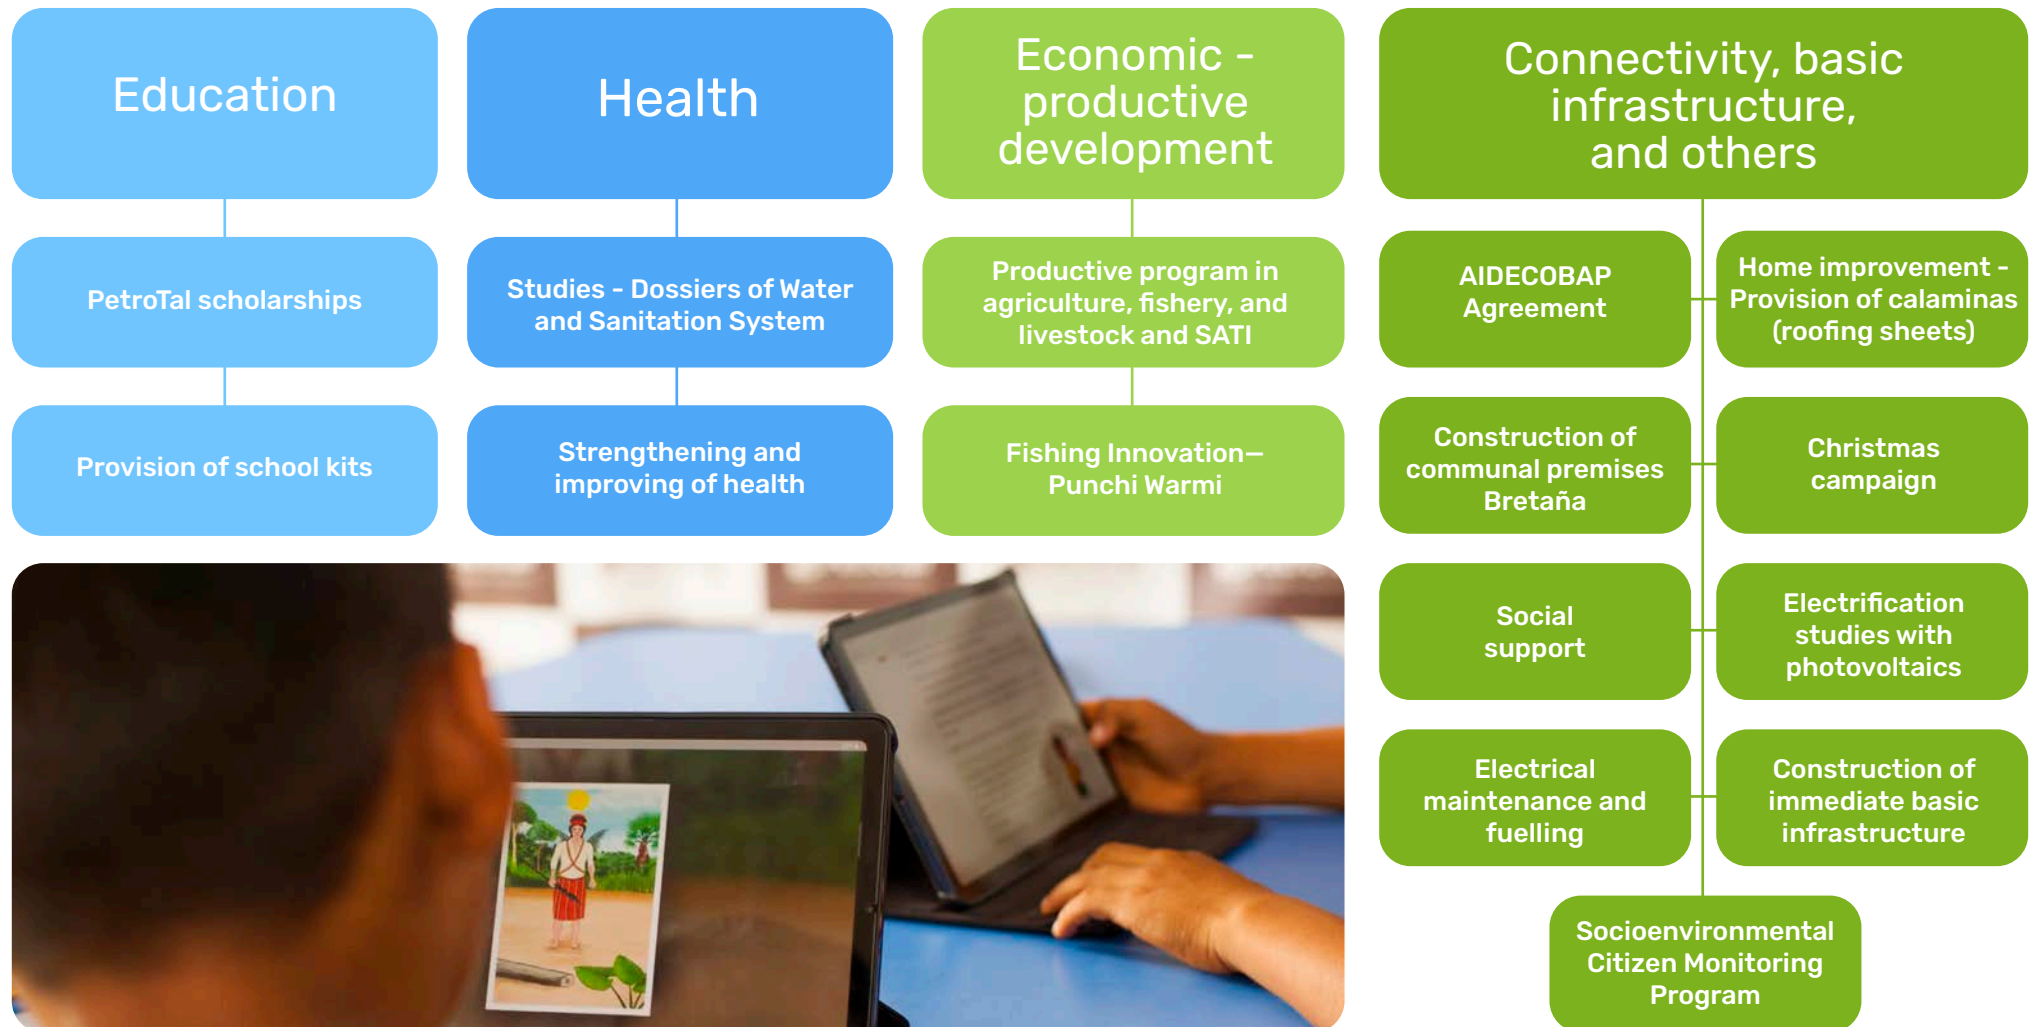 Education
PetroTal scholarships
Provision of school kits
Health
Studies - Dossiers of Water
and Sanitation System
Strengthening and
improving of health
Economic -
productive
development
Productive program in
agriculture, fishery, and
livestock and SATI
Fishing Innovation—
Punchi Warmi
Connectivity, basic
infrastructure,
and others
AIDECOBAP
Agreement
Home improvement -
Provision of calaminas
(roofing sheets)
Construction of
communal premises
Bretaña
Christmas
campaign
Social
support
Electrification
studies with
photovoltaics
Electrical
maintenance and
fuelling
Construction of
immediate basic
infrastructure
Socioenvironmental
Citizen Monitoring
Program